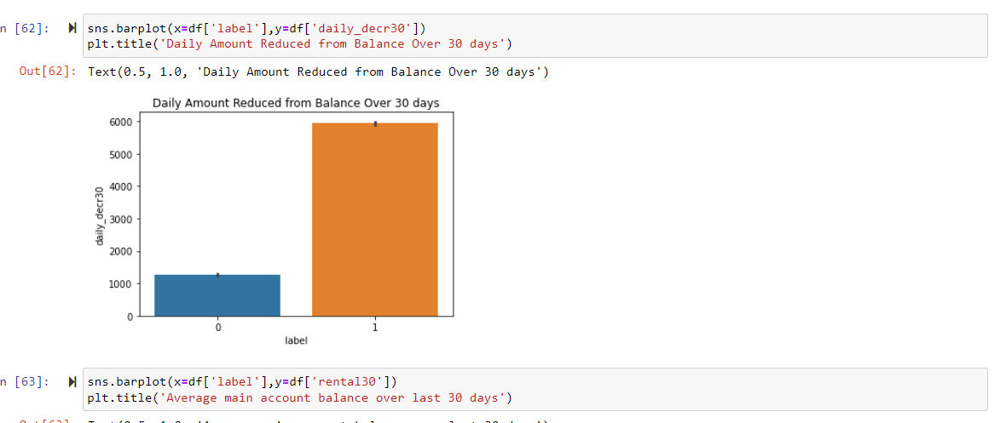 n [62]: sns.barplot(x=df['label'],y=df['daily_decr30'])
plt.title('Daily Amount Reduced from Balance Over 30 days')
Out[62]: Text(0.5, 1.0, 'Daily Amount Reduced from Balance Over 30 days')
Daily Amount Reduced from Balance Over 30 days
6000
5000
4000
3000
2000
1000
0
daily_decr30
0 1
label
n [63]: sns.barplot(x=df['label'],y=df['rental30'])
plt.title('Average main account balance over last 30 days')